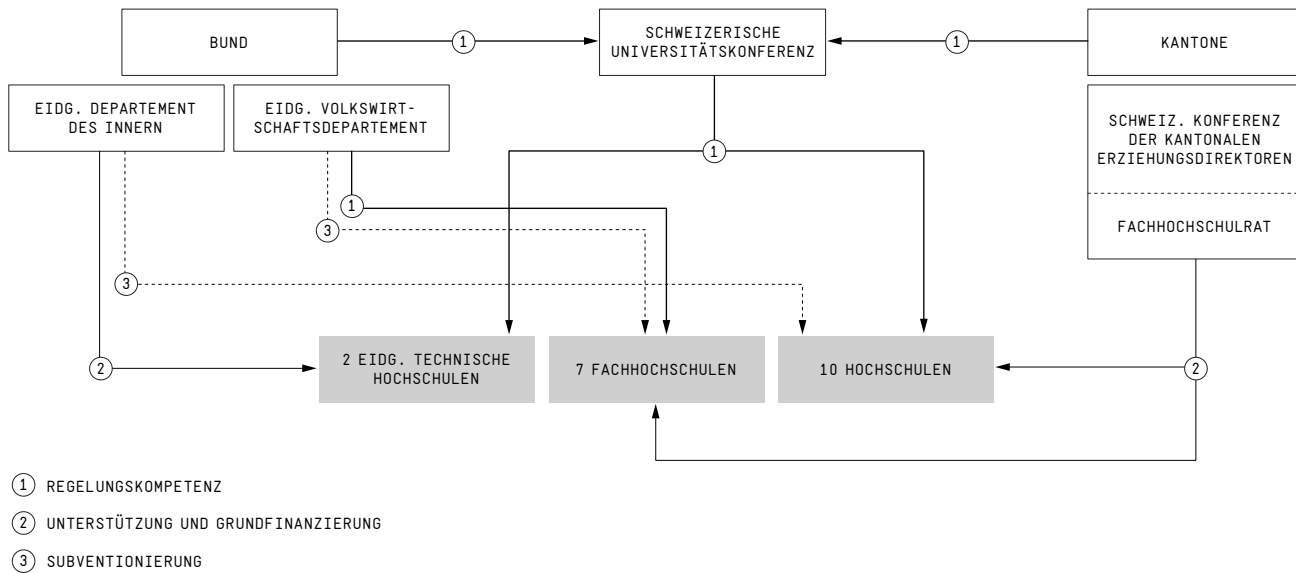 BUND
1
SCHWEIZERISCHE
UNIVERSITÄTSKONFERENZ
1
KANTONE
EIDG. DEPARTEMENT
DES INNERN
EIDG. VOLKSWIRT-
SCHAFTSDEPARTEMENT
SCHWEIZ. KONFERENZ
DER KANTONALEN
ERZIEHUNGSDIREKTOREN
FACHHOCHSCHULRAT
1
1
3
3
2 EIDG. TECHNISCHE
HOCHSCHULEN
7 FACHHOCHSCHULEN
10 HOCHSCHULEN
2
2
1 REGELUNGSKOMPETENZ
2 UNTERSTÜTZUNG UND GRUNDFINANZIERUNG
3 SUBVENTIONIERUNG